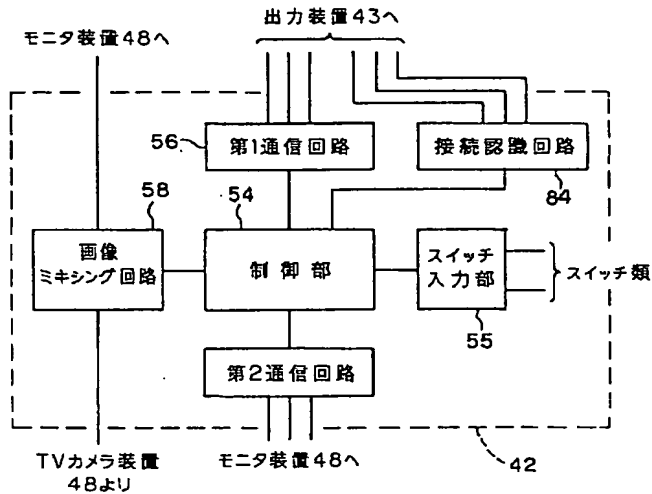 出力装置43へ
モニタ装置48へ
56
第1通信回路
接続認識回路
84
58
54
画像
ミキシング回路
制御部
スイッチ
入力部
スイッチ類
55
第2通信回路
TVカメラ装置
48より
モニタ装置48へ
42